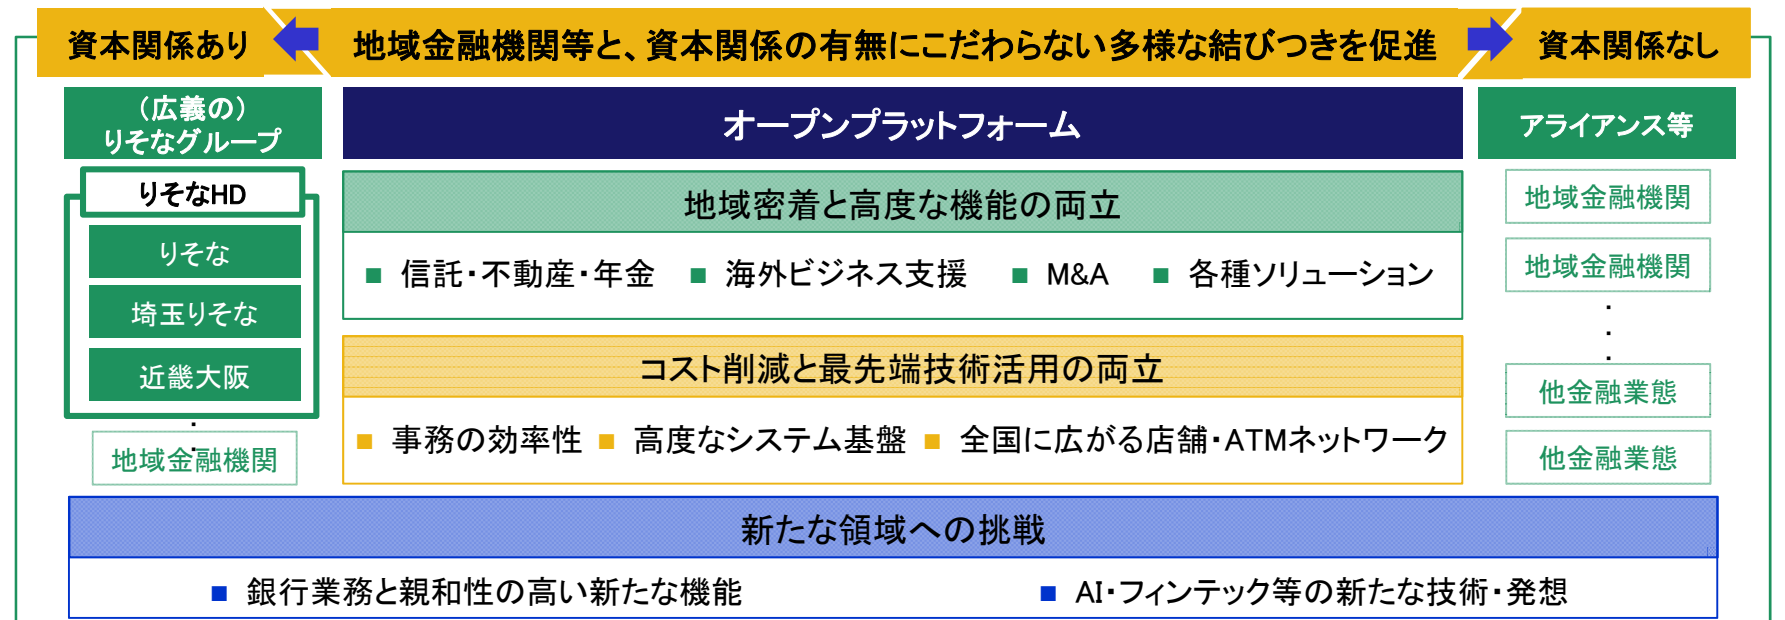 資本関係あり
地域金融機関等と、資本関係の有無にこだわらない多様な結びつきを促進
資本関係なし
（広義の）
りそなグループ
オープンプラットフォーム
アライアンス等
りそなHD
りそな
埼玉りそな
近畿大阪
・
・
地域金融機関
地域密着と高度な機能の両立
■ 信託・不動産・年金 ■ 海外ビジネス支援 ■ M&A ■ 各種ソリューション
コスト削減と最先端技術活用の両立
■ 事務の効率性 ■ 高度なシステム基盤 ■ 全国に広がる店舗・ATMネットワーク
地域金融機関
地域金融機関
・
・
・
他金融業態
他金融業態
新たな領域への挑戦
■ 銀行業務と親和性の高い新たな機能 ■ AI・フィンテック等の新たな技術・発想